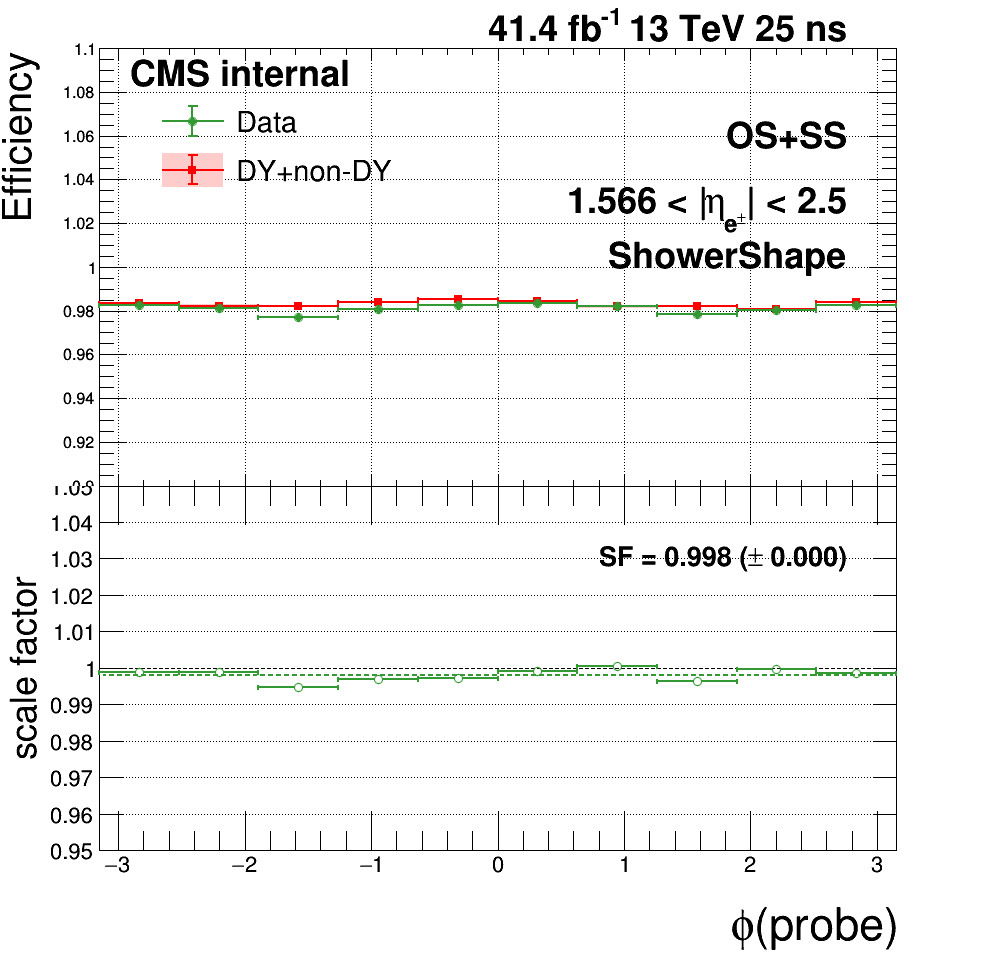 41.4 fb⁻¹ 13 TeV 25 ns
Efficiency
1.1
1.08
1.06
1.04
1.02
1
0.98
0.96
0.94
0.92
CMS internal
Data
DY+non-DY
OS+SS
1.566 < |η_e±| < 2.5
ShowerShape
scale factor
1.04
1.03
1.02
1.01
1
0.99
0.98
0.97
0.96
0.95
SF = 0.998 (± 0.000)
−3 −2 −1 0 1 2 3
ϕ(probe)